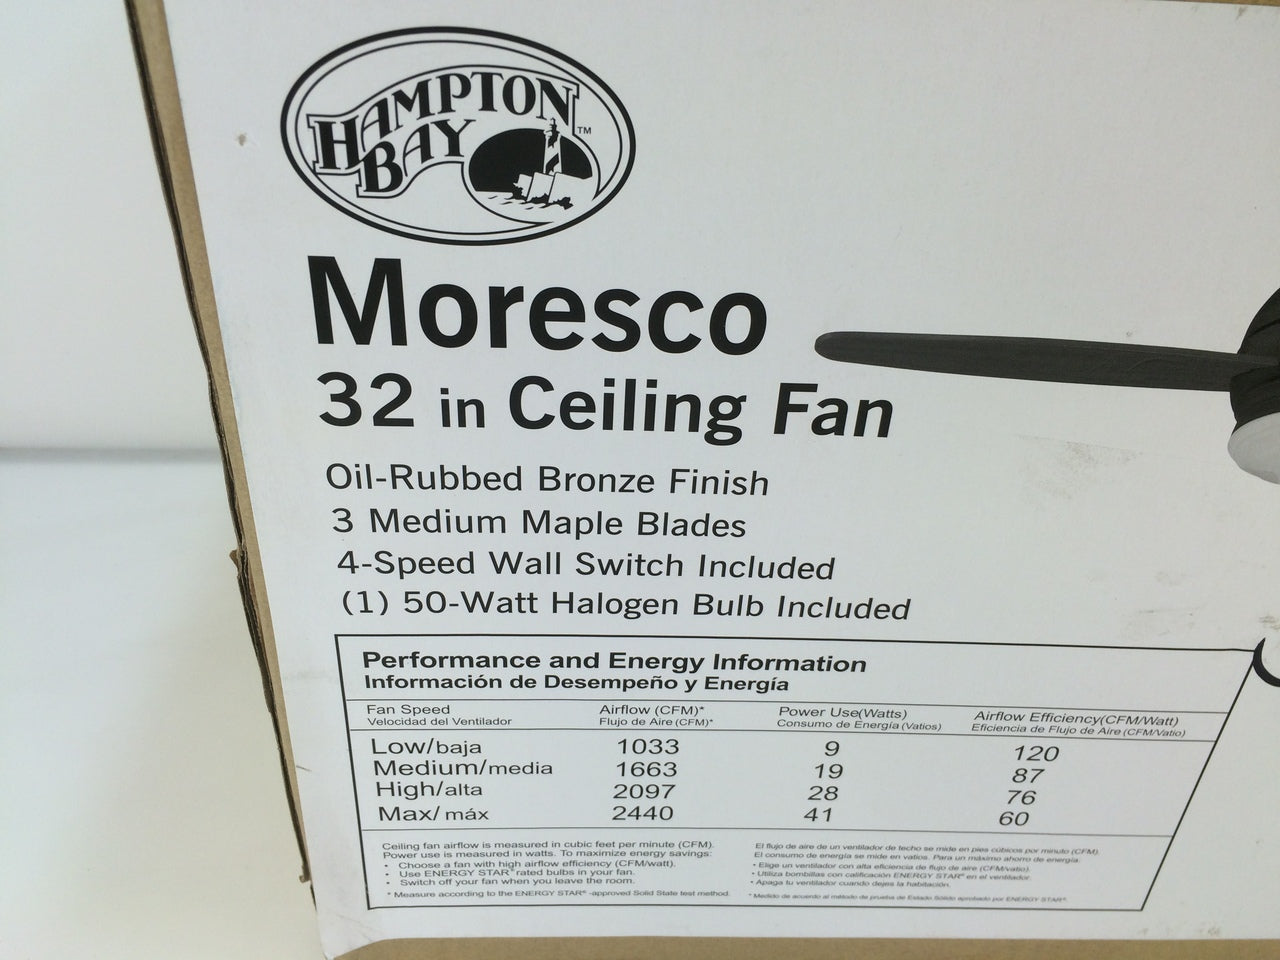 HAMPTON
BAY
™
Moresco
32 in Ceiling Fan
Oil-Rubbed Bronze Finish
3 Medium Maple Blades
4-Speed Wall Switch Included
(1) 50-Watt Halogen Bulb Included
Performance and Energy Information
Información de Desempeño y Energía
Fan Speed Airflow (CFM)* Power Use(Watts) Airflow Efficiency(CFM/Watt)
Velocidad del Ventilador Flujo de Aire (CFM)* Consumo de Energía (Vatios) Eficiencia de Flujo de Aire (CFM/Vatio)
Low/baja 1033 9 120
Medium/media 1663 19 87
High/alta 2097 28 76
Max/ máx 2440 41 60
Ceiling fan airflow is measured in cubic feet per minute (CFM).
Power use is measured in watts. To maximize energy savings:
• Choose a fan with high airflow efficiency (CFM/watt).
• Use ENERGY STAR® rated bulbs in your fan.
• Switch off your fan when you leave the room.
* Measure according to the ENERGY STAR® -approved Solid State test method.
El flujo de aire de un ventilador de techo se mide en pies cúbicos por minuto (CFM).
El consumo de energía se mide en vatios. Para un máximo ahorro de energía:
• Elige un ventilador con alta eficiencia de flujo de aire (CFM/vatio).
• Utiliza bombillas con calificación ENERGY STAR® en el ventilador.
• Apaga tu ventilador cuando dejes la habitación.
* Medido de acuerdo al método de prueba de Estado Sólido aprobado por ENERGY STAR®.